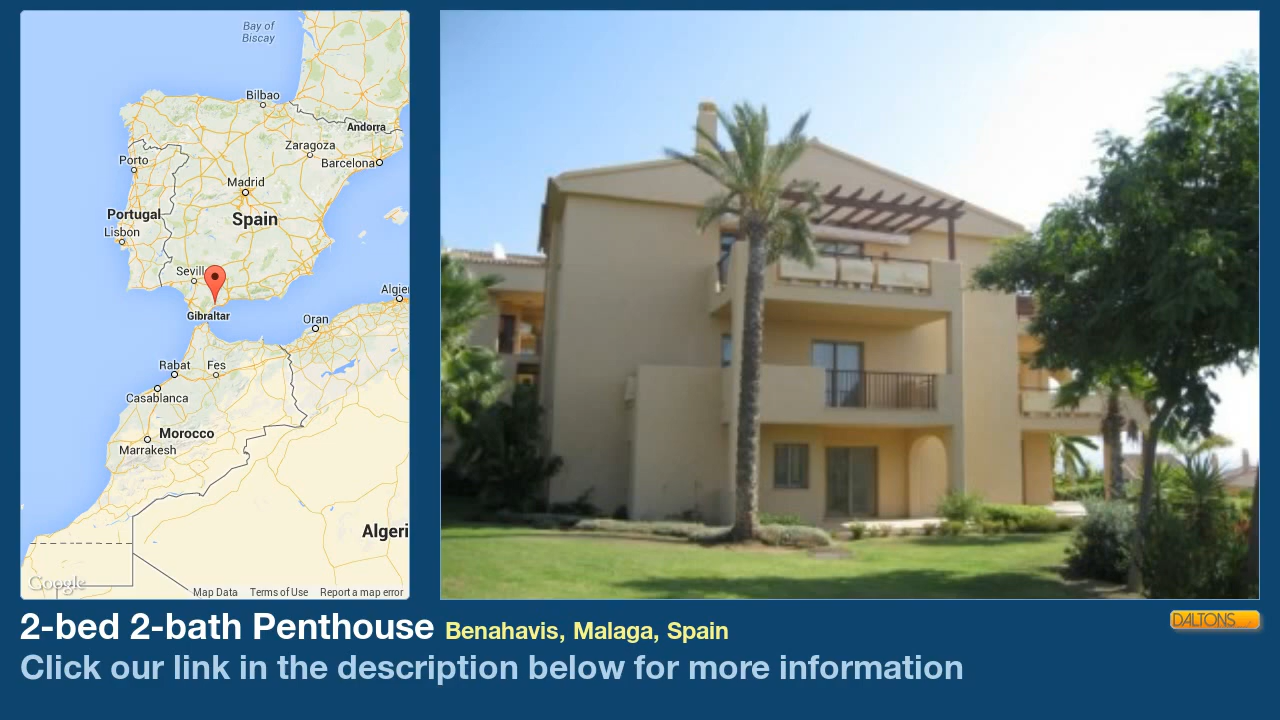 Bay of
Biscay
Bilbao
Andorra
Zaragoza
Porto
Barcelona
Madrid
Portugal
Spain
Lisbon
Sevill
Algier
Gibraltar
Oran
Rabat
Fes
Casablanca
Morocco
Marrakesh
Algeri
Google
Map Data
Terms of Use
Report a map error
2-bed 2-bath Penthouse Benahavis, Malaga, Spain
DALTONS
Click our link in the description below for more information